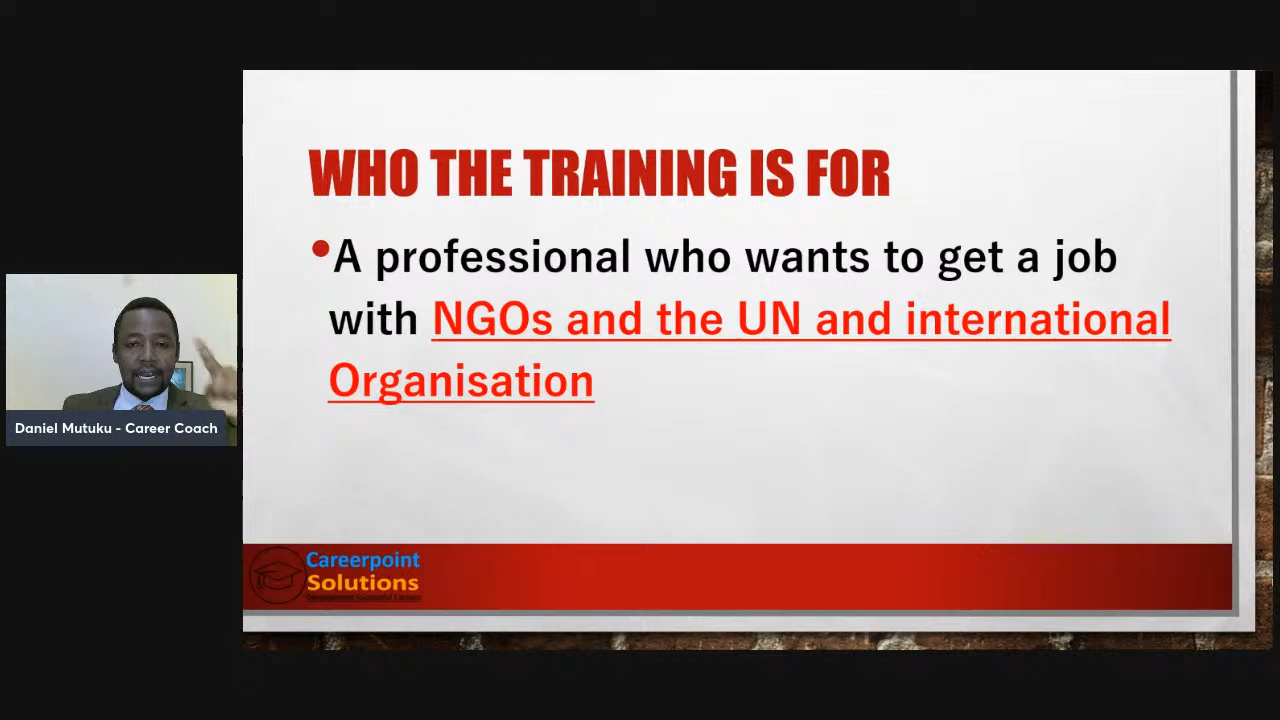 WHO THE TRAINING IS FOR
•A professional who wants to get a job
with NGOs and the UN and international
Organisation
Daniel Mutuku - Career Coach
Careerpoint
Solutions